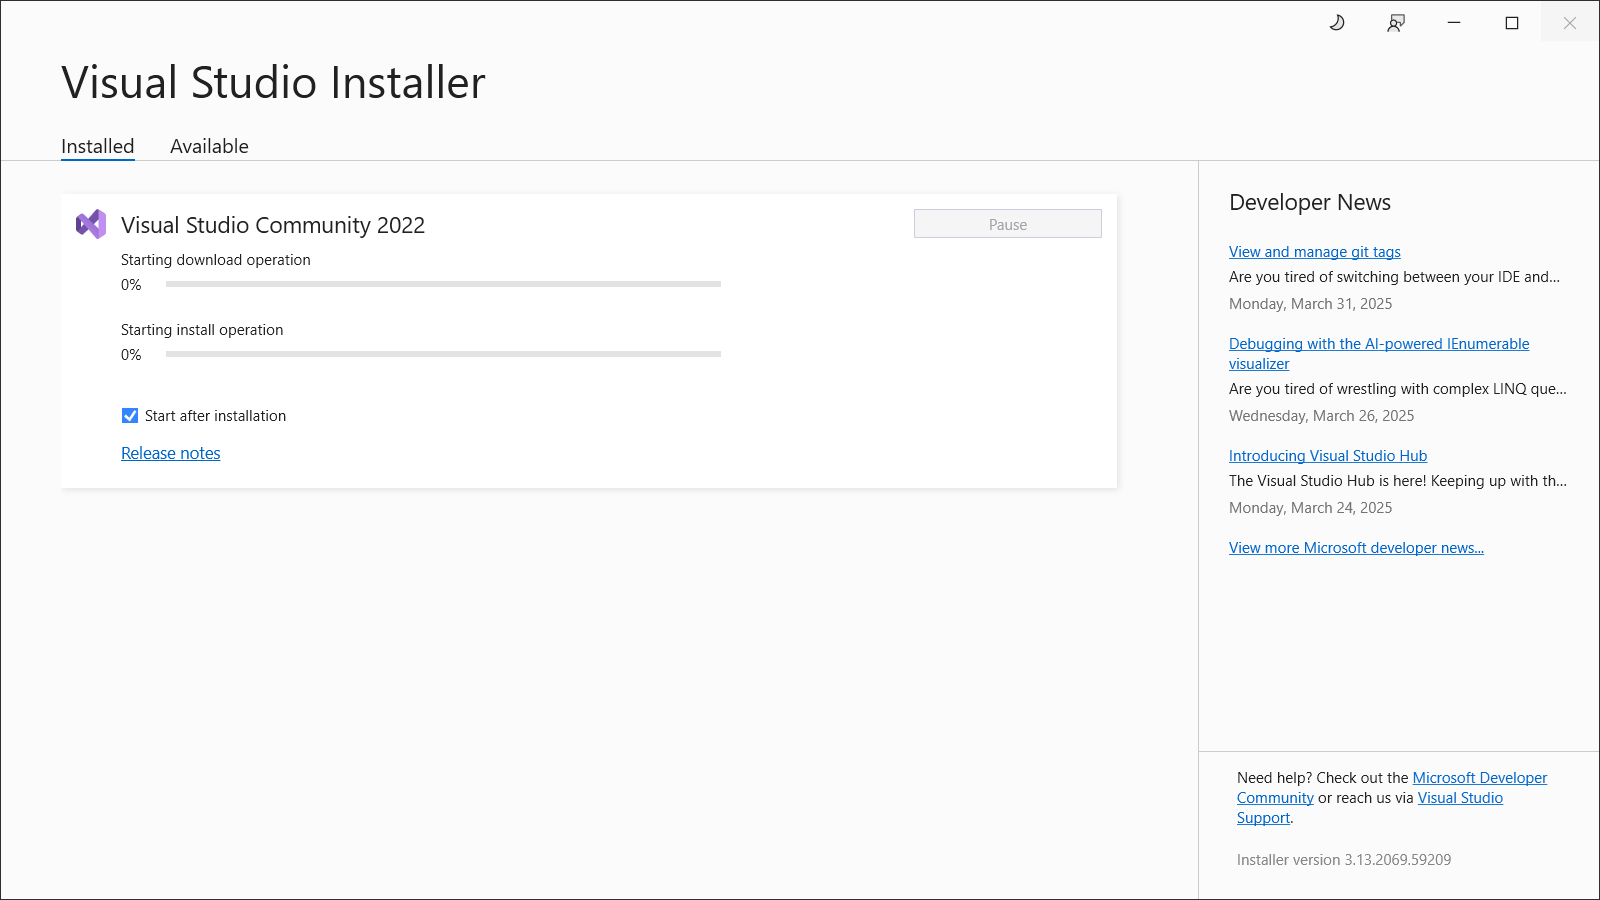 Visual Studio Installer
Installed
Available
Visual Studio Community 2022
Pause
Starting download operation
0%
Starting install operation
0%
Start after installation
Release notes
Developer News
View and manage git tags
Are you tired of switching between your IDE and...
Monday, March 31, 2025
Debugging with the AI-powered IEnumerable
visualizer
Are you tired of wrestling with complex LINQ que...
Wednesday, March 26, 2025
Introducing Visual Studio Hub
The Visual Studio Hub is here! Keeping up with th...
Monday, March 24, 2025
View more Microsoft developer news...
Need help? Check out the Microsoft Developer
Community or reach us via Visual Studio
Support.
Installer version 3.13.2069.59209